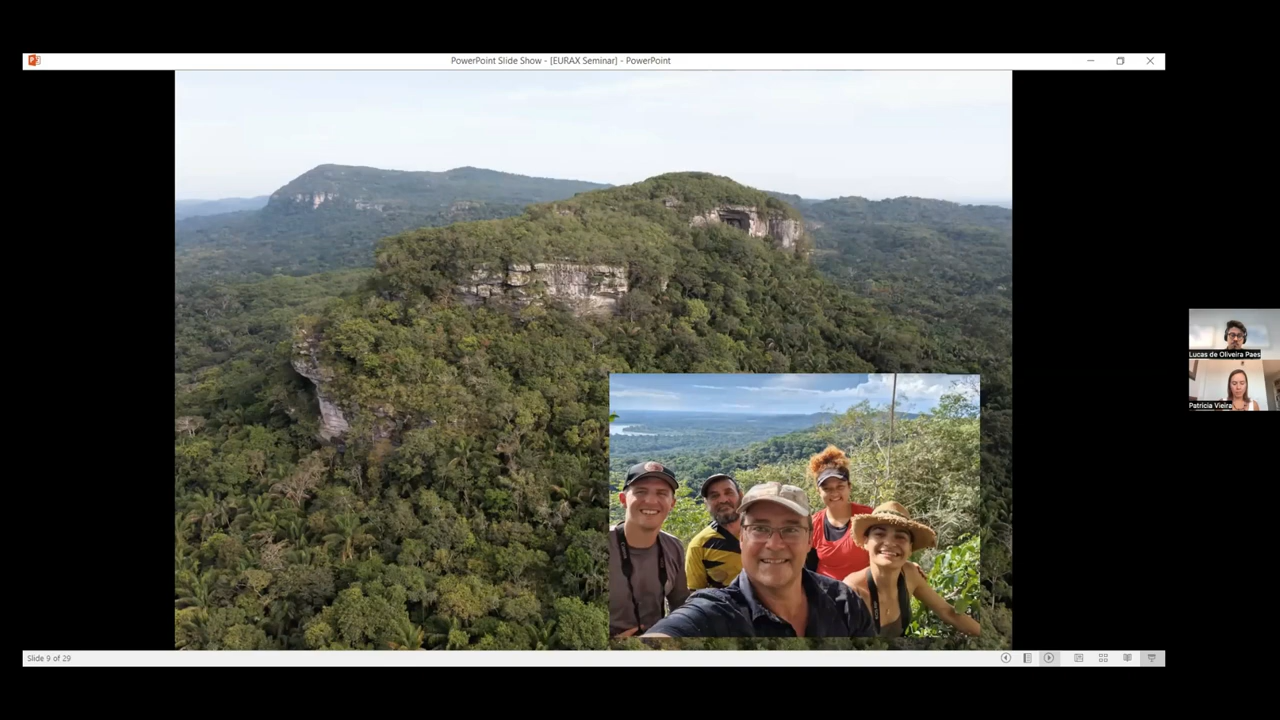 PowerPoint Slide Show - [EURAX Seminar] - PowerPoint
Lucas de Oliveira Paes
Patricia Vieira
Slide 9 of 29